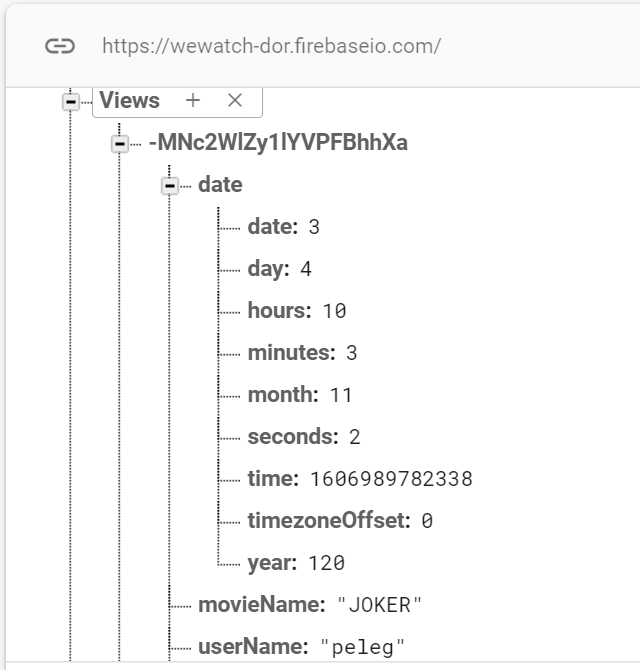 https://wewatch-dor.firebaseio.com/
Views + ×
-MNc2WlZy1lYVPFBhhXa
date
date: 3
day: 4
hours: 10
minutes: 3
month: 11
seconds: 2
time: 1606989782338
timezoneOffset: 0
year: 120
movieName: "JOKER"
userName: "peleg"